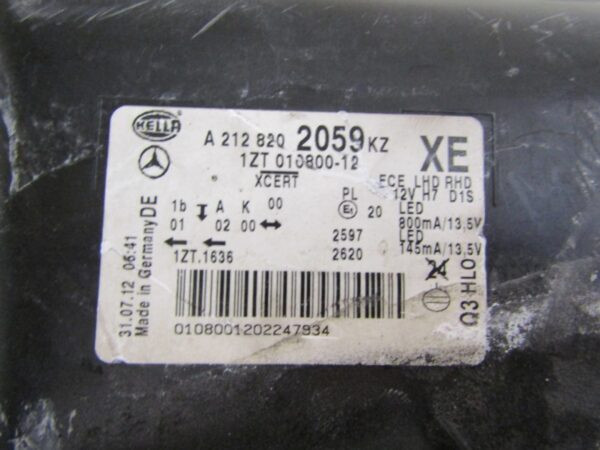 HELLA
A 212 820 2059 KZ
XE
1ZT 010800-12
XCERT
ECE LHD RHD
PL 12V H7 D1S
1b A K 00
E1 20 LED
01 02 00
800mA/13,5V
2597 LED
1ZT.1636
2620 145mA/13,5V
0108001202247934
31.07.12 06:41
Made in Germany DE
Q3 HLO